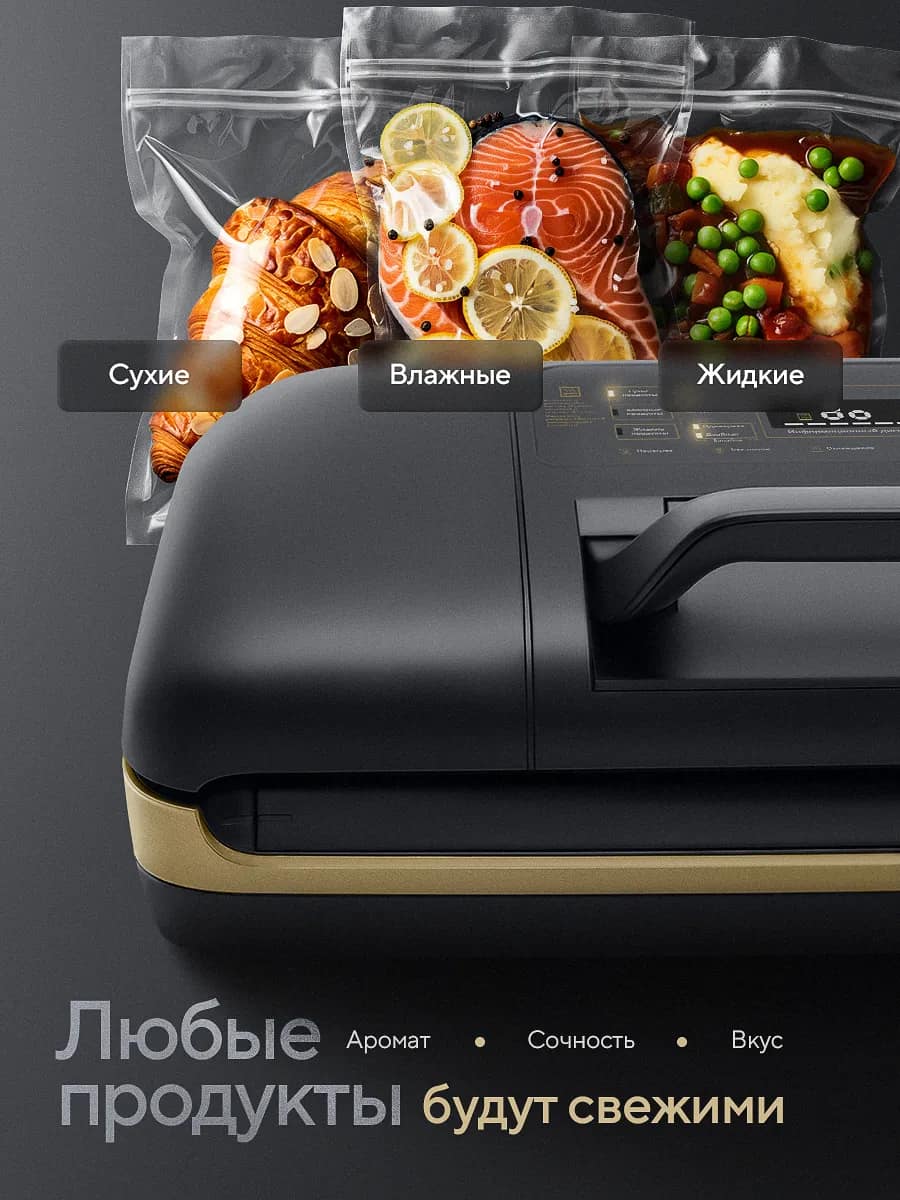 Сухие
Влажные
Жидкие
Любые
Аромат • Сочность • Вкус
продукты будут свежими